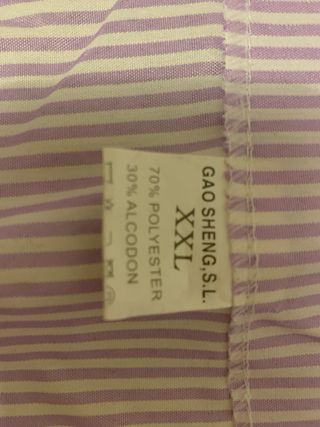 GAO SHENG,S.L.
XXL
70% POLYESTER
30% ALCODON